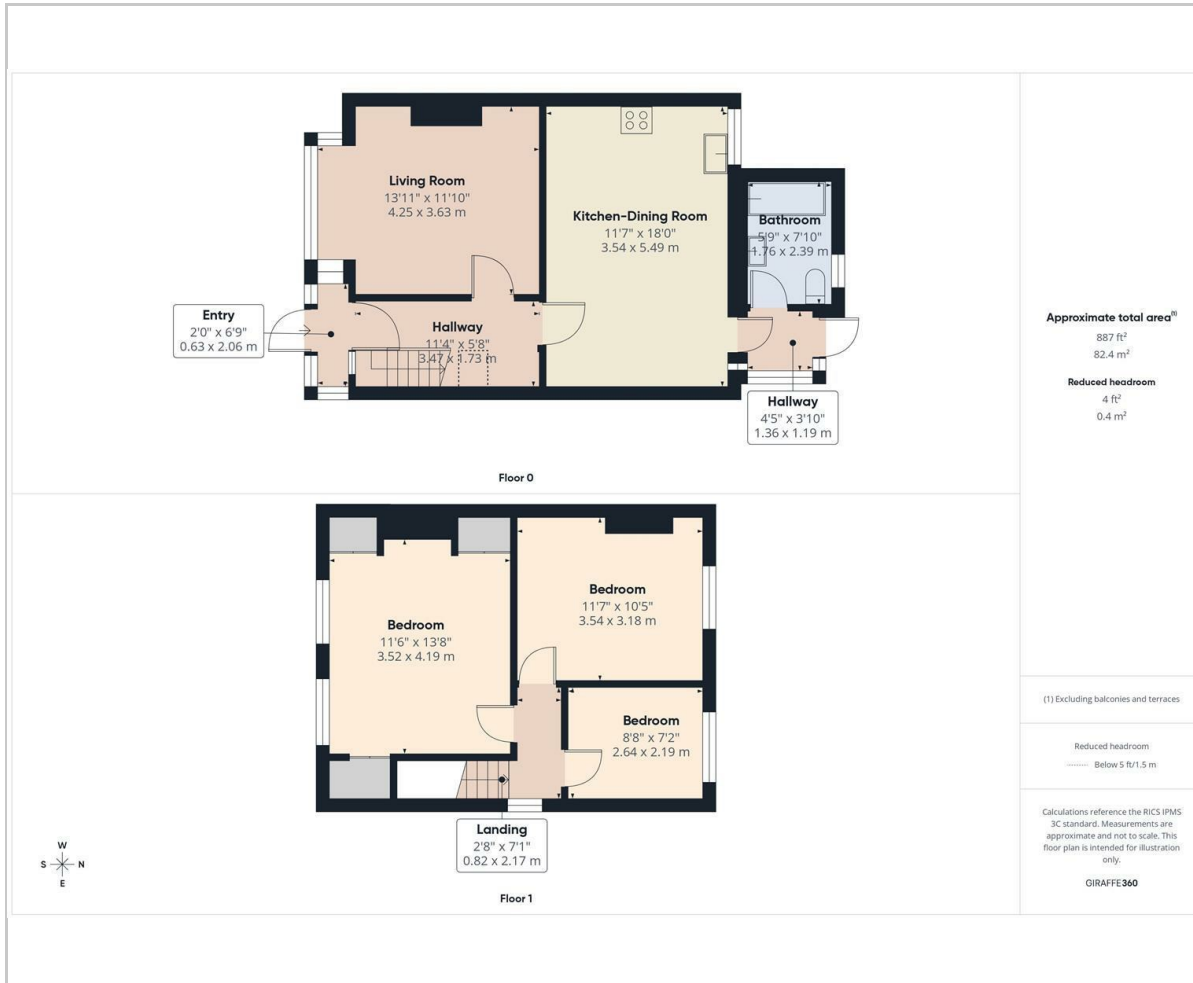 Living Room
13'11" x 11'10"
4.25 x 3.63 m
Kitchen-Dining Room
11'7" x 18'0"
3.54 x 5.49 m
Bathroom
5'9" x 7'10"
1.76 x 2.39 m
Entry
2'0" x 6'9"
0.63 x 2.06 m
Hallway
11'4" x 5'8"
3.47 x 1.73 m
Hallway
4'5" x 3'10"
1.36 x 1.19 m
Floor 0
Bedroom
11'6" x 13'8"
3.52 x 4.19 m
Bedroom
11'7" x 10'5"
3.54 x 3.18 m
Bedroom
8'8" x 7'2"
2.64 x 2.19 m
Landing
2'8" x 7'1"
0.82 x 2.17 m
W
S N
E
Floor 1
Approximate total area(1)
887 ft²
82.4 m²
Reduced headroom
4 ft²
0.4 m²
(1) Excluding balconies and terraces
Reduced headroom
Below 5 ft/1.5 m
Calculations reference the RICS IPMS
3C standard. Measurements are
approximate and not to scale. This
floor plan is intended for illustration
only.
GIRAFFE360